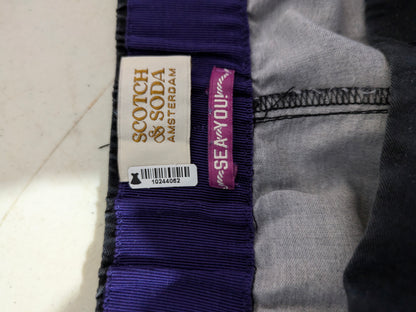 SCOTCH
& SODA
AMSTERDAM
SEA YOU!
10244082